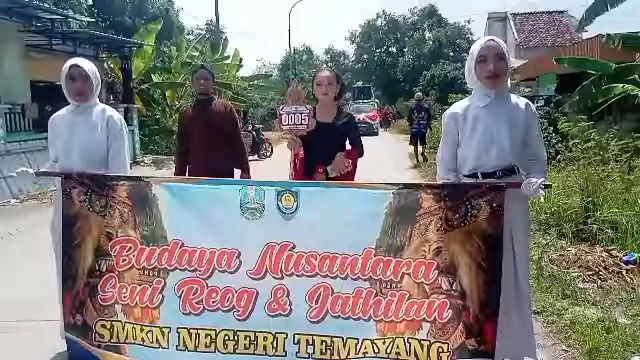 0005
Budaya Nusantara
Seni Reog & Jathilan
SMKN NEGERI TEMAYANG